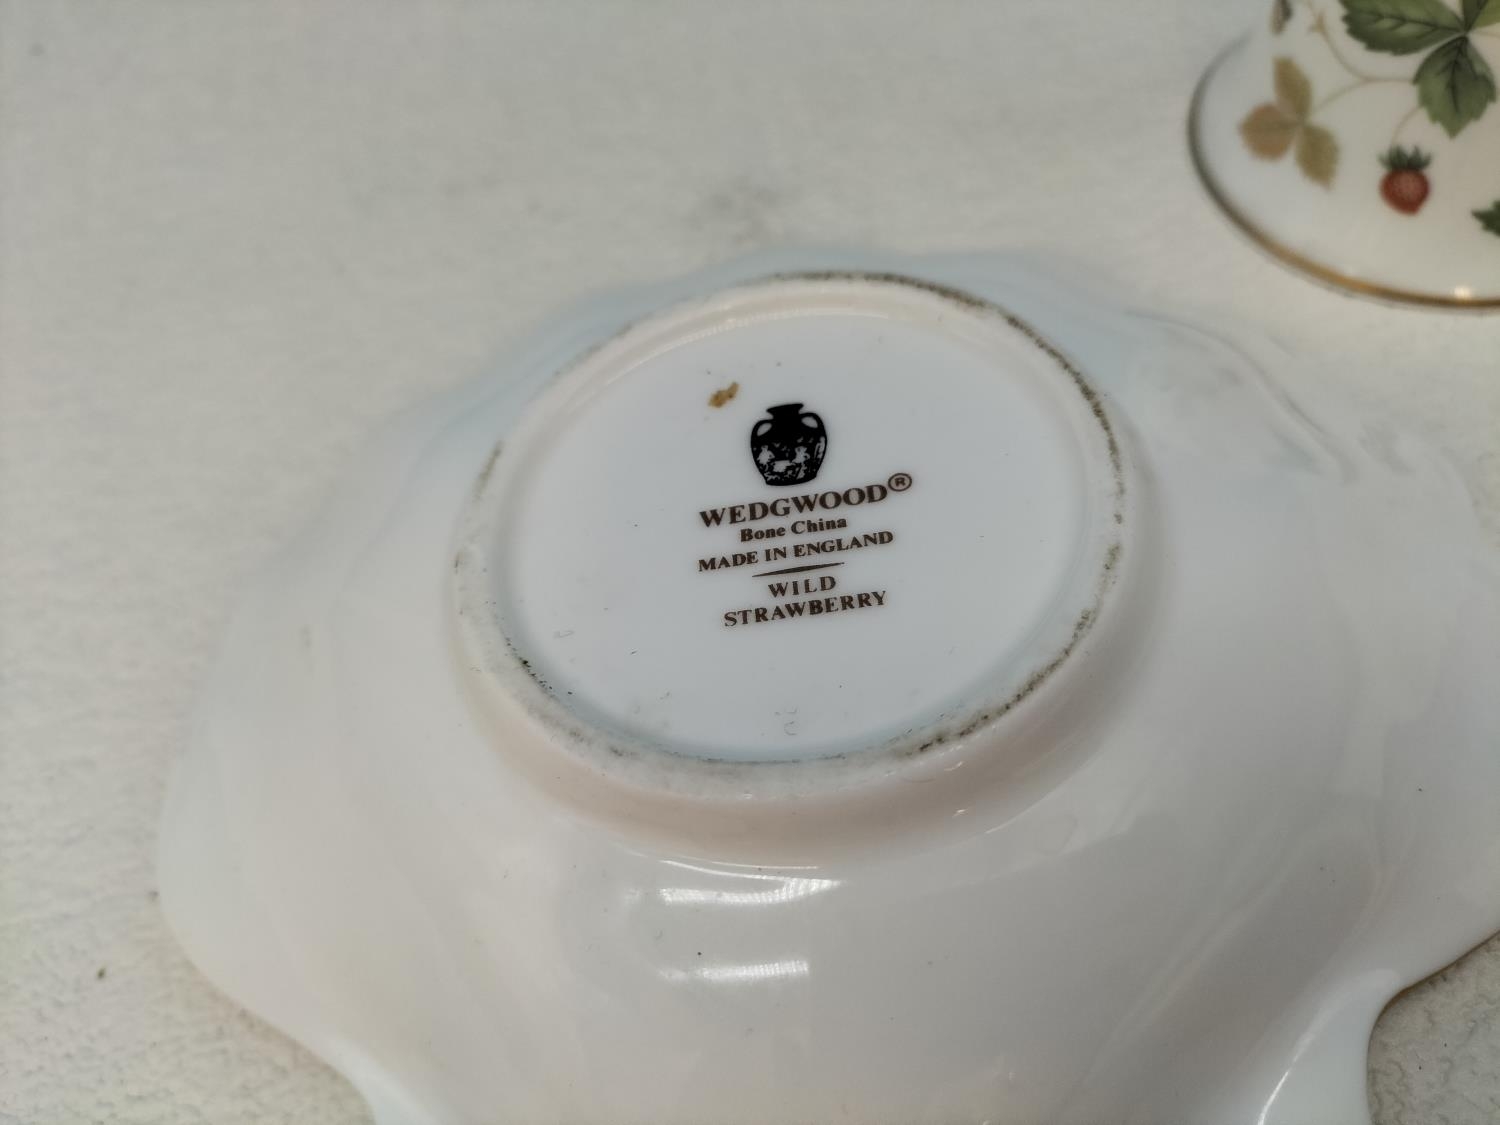 WEDGWOOD®
Bone China
MADE IN ENGLAND
WILD
STRAWBERRY